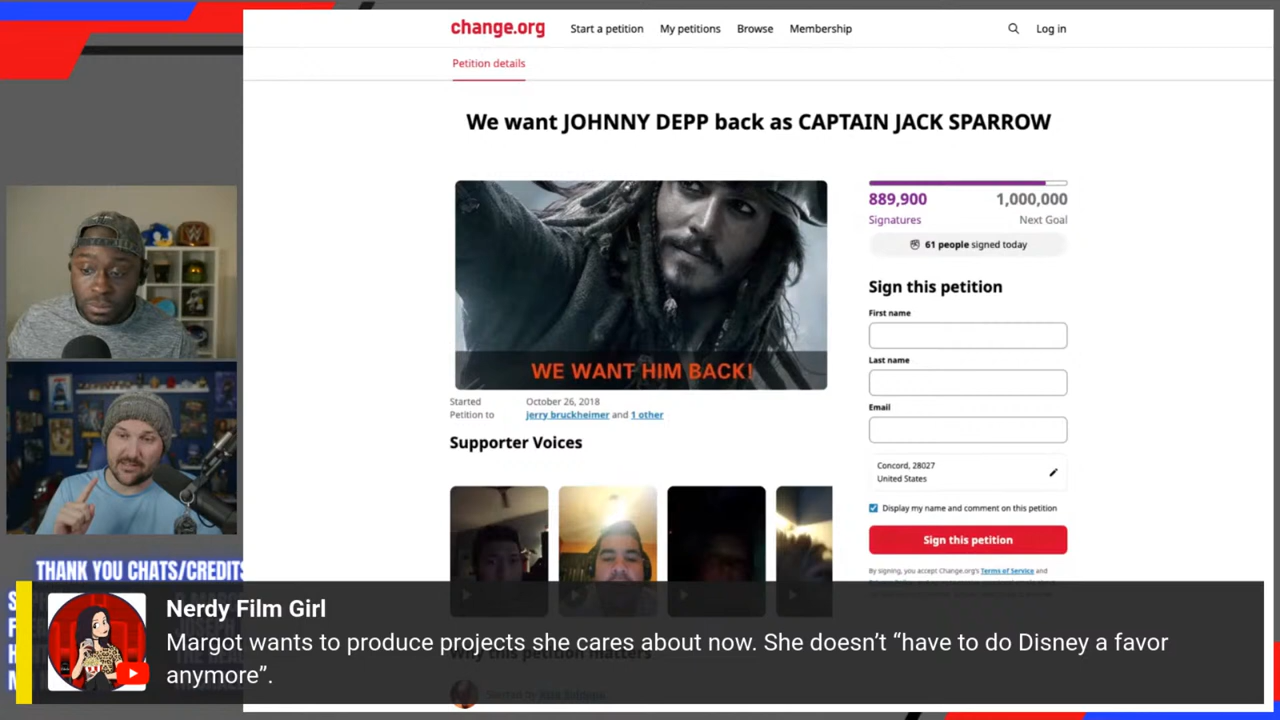 change.org
Start a petition My petitions Browse Membership
Log in
Petition details
We want JOHNNY DEPP back as CAPTAIN JACK SPARROW
WE WANT HIM BACK!
889,900 1,000,000
Signatures Next Goal
61 people signed today
Sign this petition
First name
Last name
Email
Concord, 28027
United States
Display my name and comment on this petition
Sign this petition
By signing, you accept Change.org's Terms of Service and
Started October 26, 2018
Petition to Jerry bruckheimer and 1 other
Supporter Voices
Why this petition matters
THANK YOU CHATS/CREDITS
Nerdy Film Girl
Margot wants to produce projects she cares about now. She doesn't “have to do Disney a favor
anymore”.